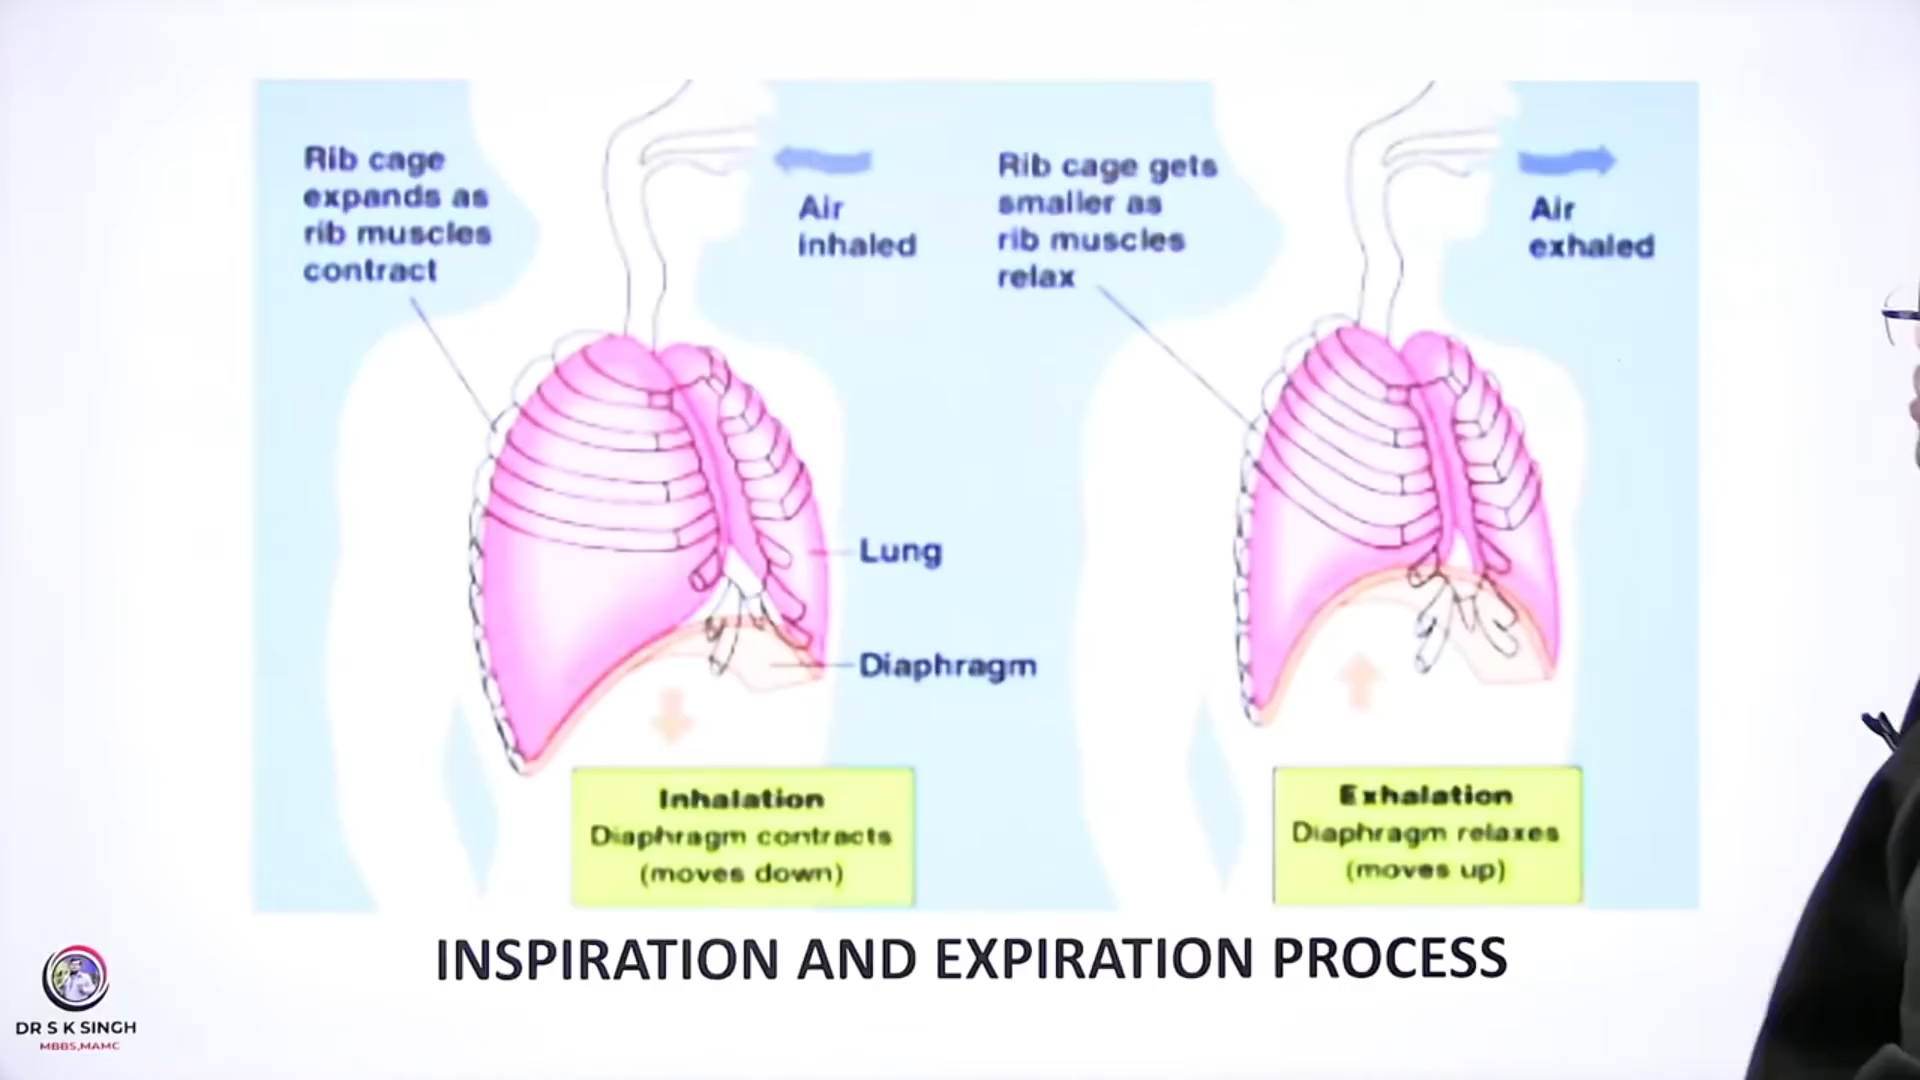 Rib cage
expands as
rib muscles
contract
Air
inhaled
Rib cage gets
smaller as
rib muscles
relax
Air
exhaled
Lung
Diaphragm
Inhalation
Diaphragm contracts
(moves down)
Exhalation
Diaphragm relaxes
(moves up)
INSPIRATION AND EXPIRATION PROCESS
DR S K SINGH
MBBS,MAMC